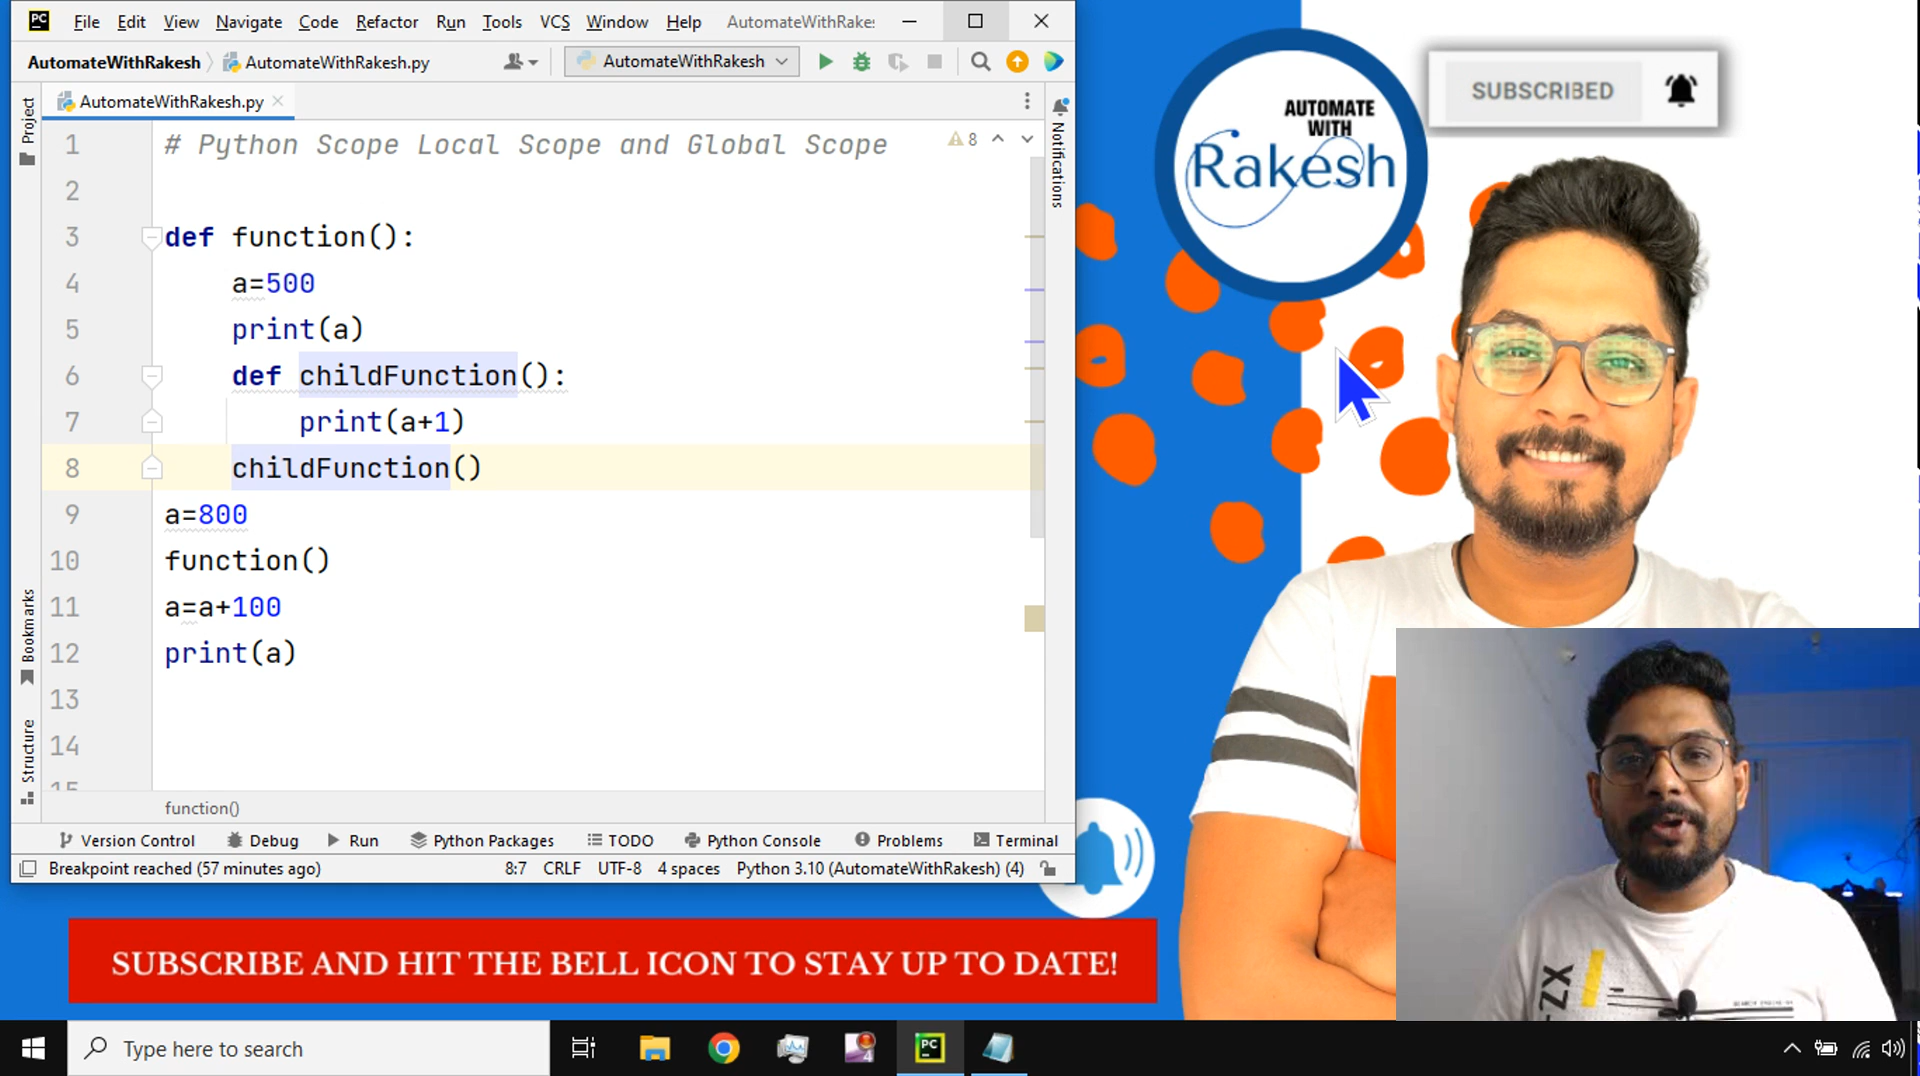 PC File Edit View Navigate Code Refactor Run Tools VCS Window Help AutomateWithRakes
AutomateWithRakesh AutomateWithRakesh.py AutomateWithRakesh
Project
AutomateWithRakesh.py
Notifications
1 # Python Scope Local Scope and Global Scope 8
2
3 def function():
4 a=500
5 print(a)
6 def childFunction():
7 print(a+1)
8 childFunction()
9 a=800
10 function()
11 a=a+100
12 print(a)
13
14
15
Bookmarks
Structure
function()
Version Control Debug Run Python Packages TODO Python Console Problems Terminal
Breakpoint reached (57 minutes ago) 8:7 CRLF UTF-8 4 spaces Python 3.10 (AutomateWithRakesh) (4)
AUTOMATE
WITH
Rakesh
SUBSCRIBED
SUBSCRIBE AND HIT THE BELL ICON TO STAY UP TO DATE!
Type here to search
4
PC